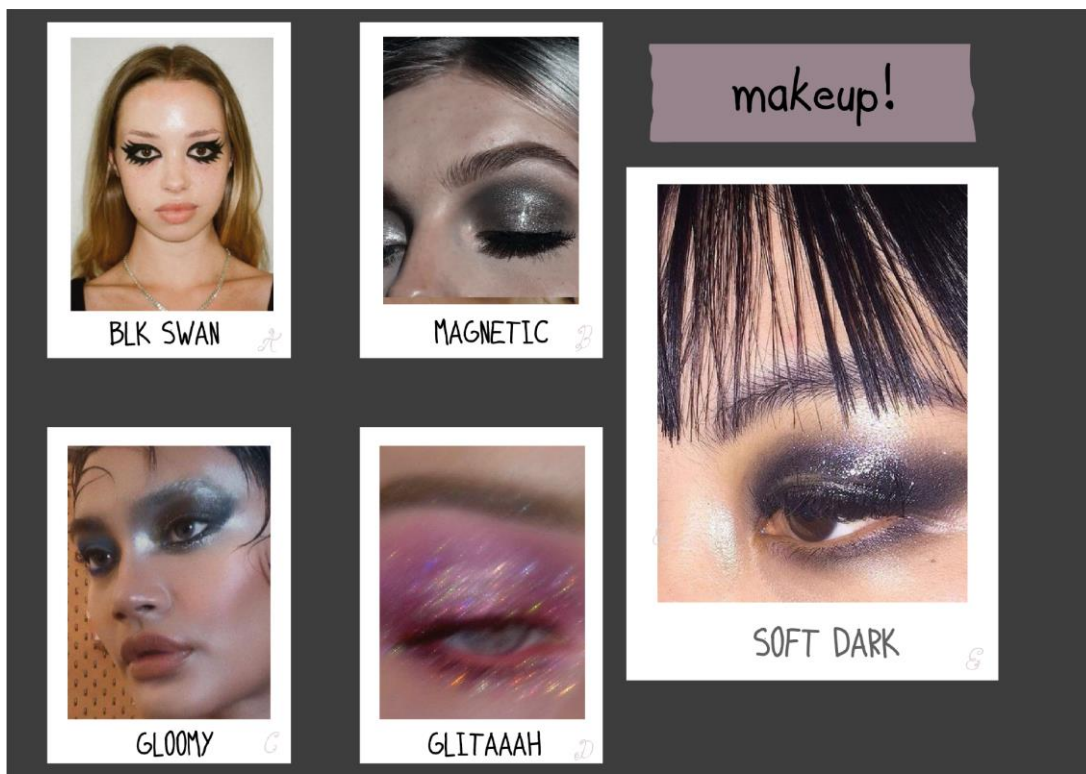 makeup!
BLK SWAN
A
MAGNETIC
B
SOFT DARK
E
GLOOMY
C
GLITAAAH
D